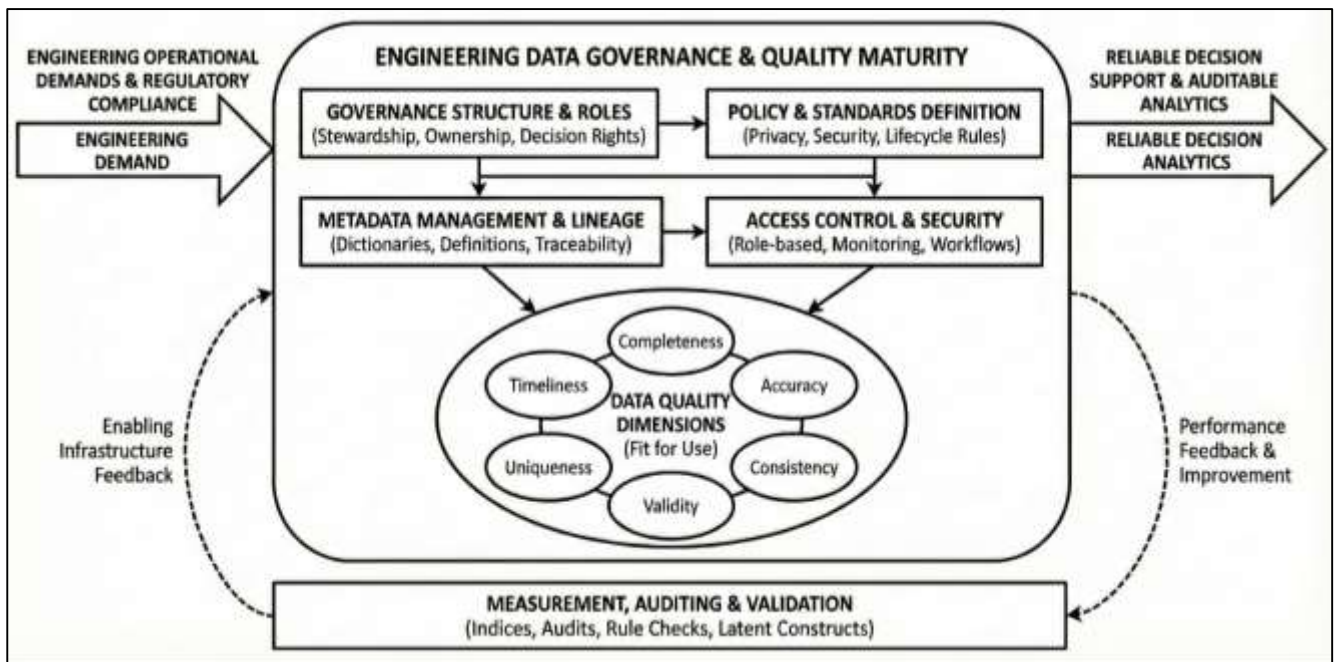 ENGINEERING OPERATIONAL
DEMANDS & REGULATORY
COMPLIANCE
ENGINEERING
DEMAND
ENGINEERING DATA GOVERNANCE & QUALITY MATURITY
GOVERNANCE STRUCTURE & ROLES
(Stewardship, Ownership, Decision Rights)
POLICY & STANDARDS DEFINITION
(Privacy, Security, Lifecycle Rules)
METADATA MANAGEMENT & LINEAGE
(Dictionaries, Definitions, Traceability)
ACCESS CONTROL & SECURITY
(Role-based, Monitoring, Workflows)
RELIABLE DECISION
SUPPORT & AUDITABLE
ANALYTICS
RELIABLE DECISION
ANALYTICS
Completeness
Timeliness
Accuracy
DATA QUALITY
DIMENSIONS
(Fit for Use)
Uniqueness
Consistency
Validity
Enabling
Infrastructure
Feedback
Performance
Feedback &
Improvement
MEASUREMENT, AUDITING & VALIDATION
(Indices, Audits, Rule Checks, Latent Constructs)